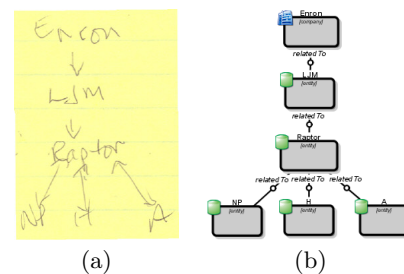 Enron
LJM
Raptor
NP H A
(a)
Enron
[company]
related To
LJM
[entity]
related To
Raptor
[entity]
related To related To related To
NP H A
[entity] [entity] [entity]
(b)